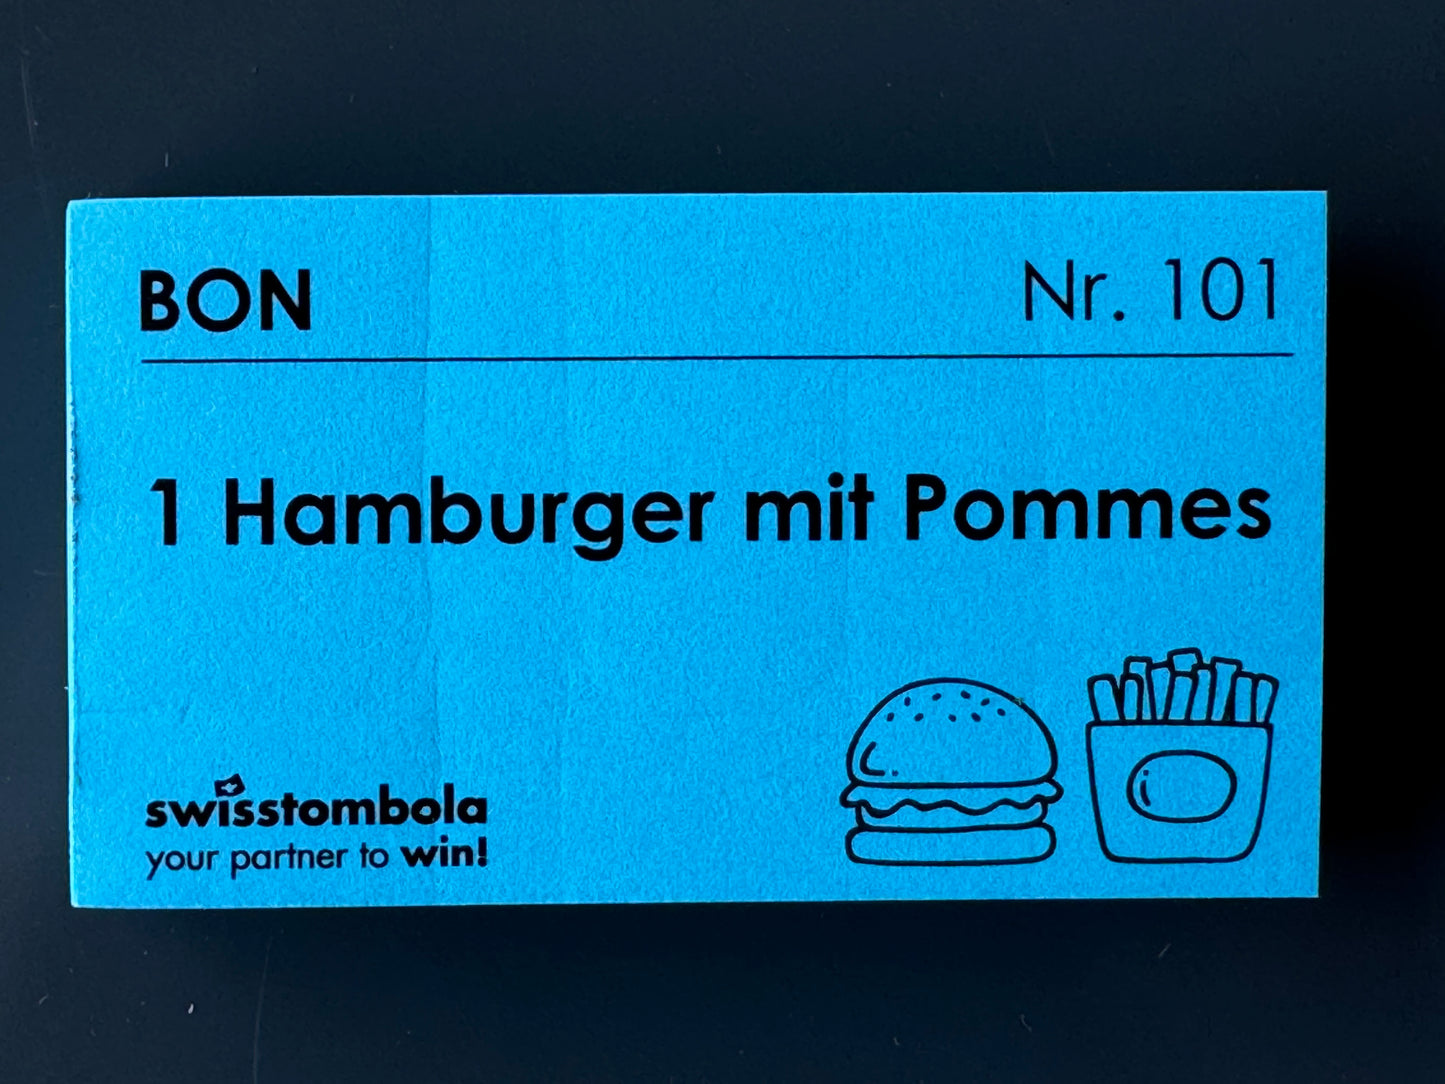 BON
Nr. 101
1 Hamburger mit Pommes
swisstombola
your partner to win!